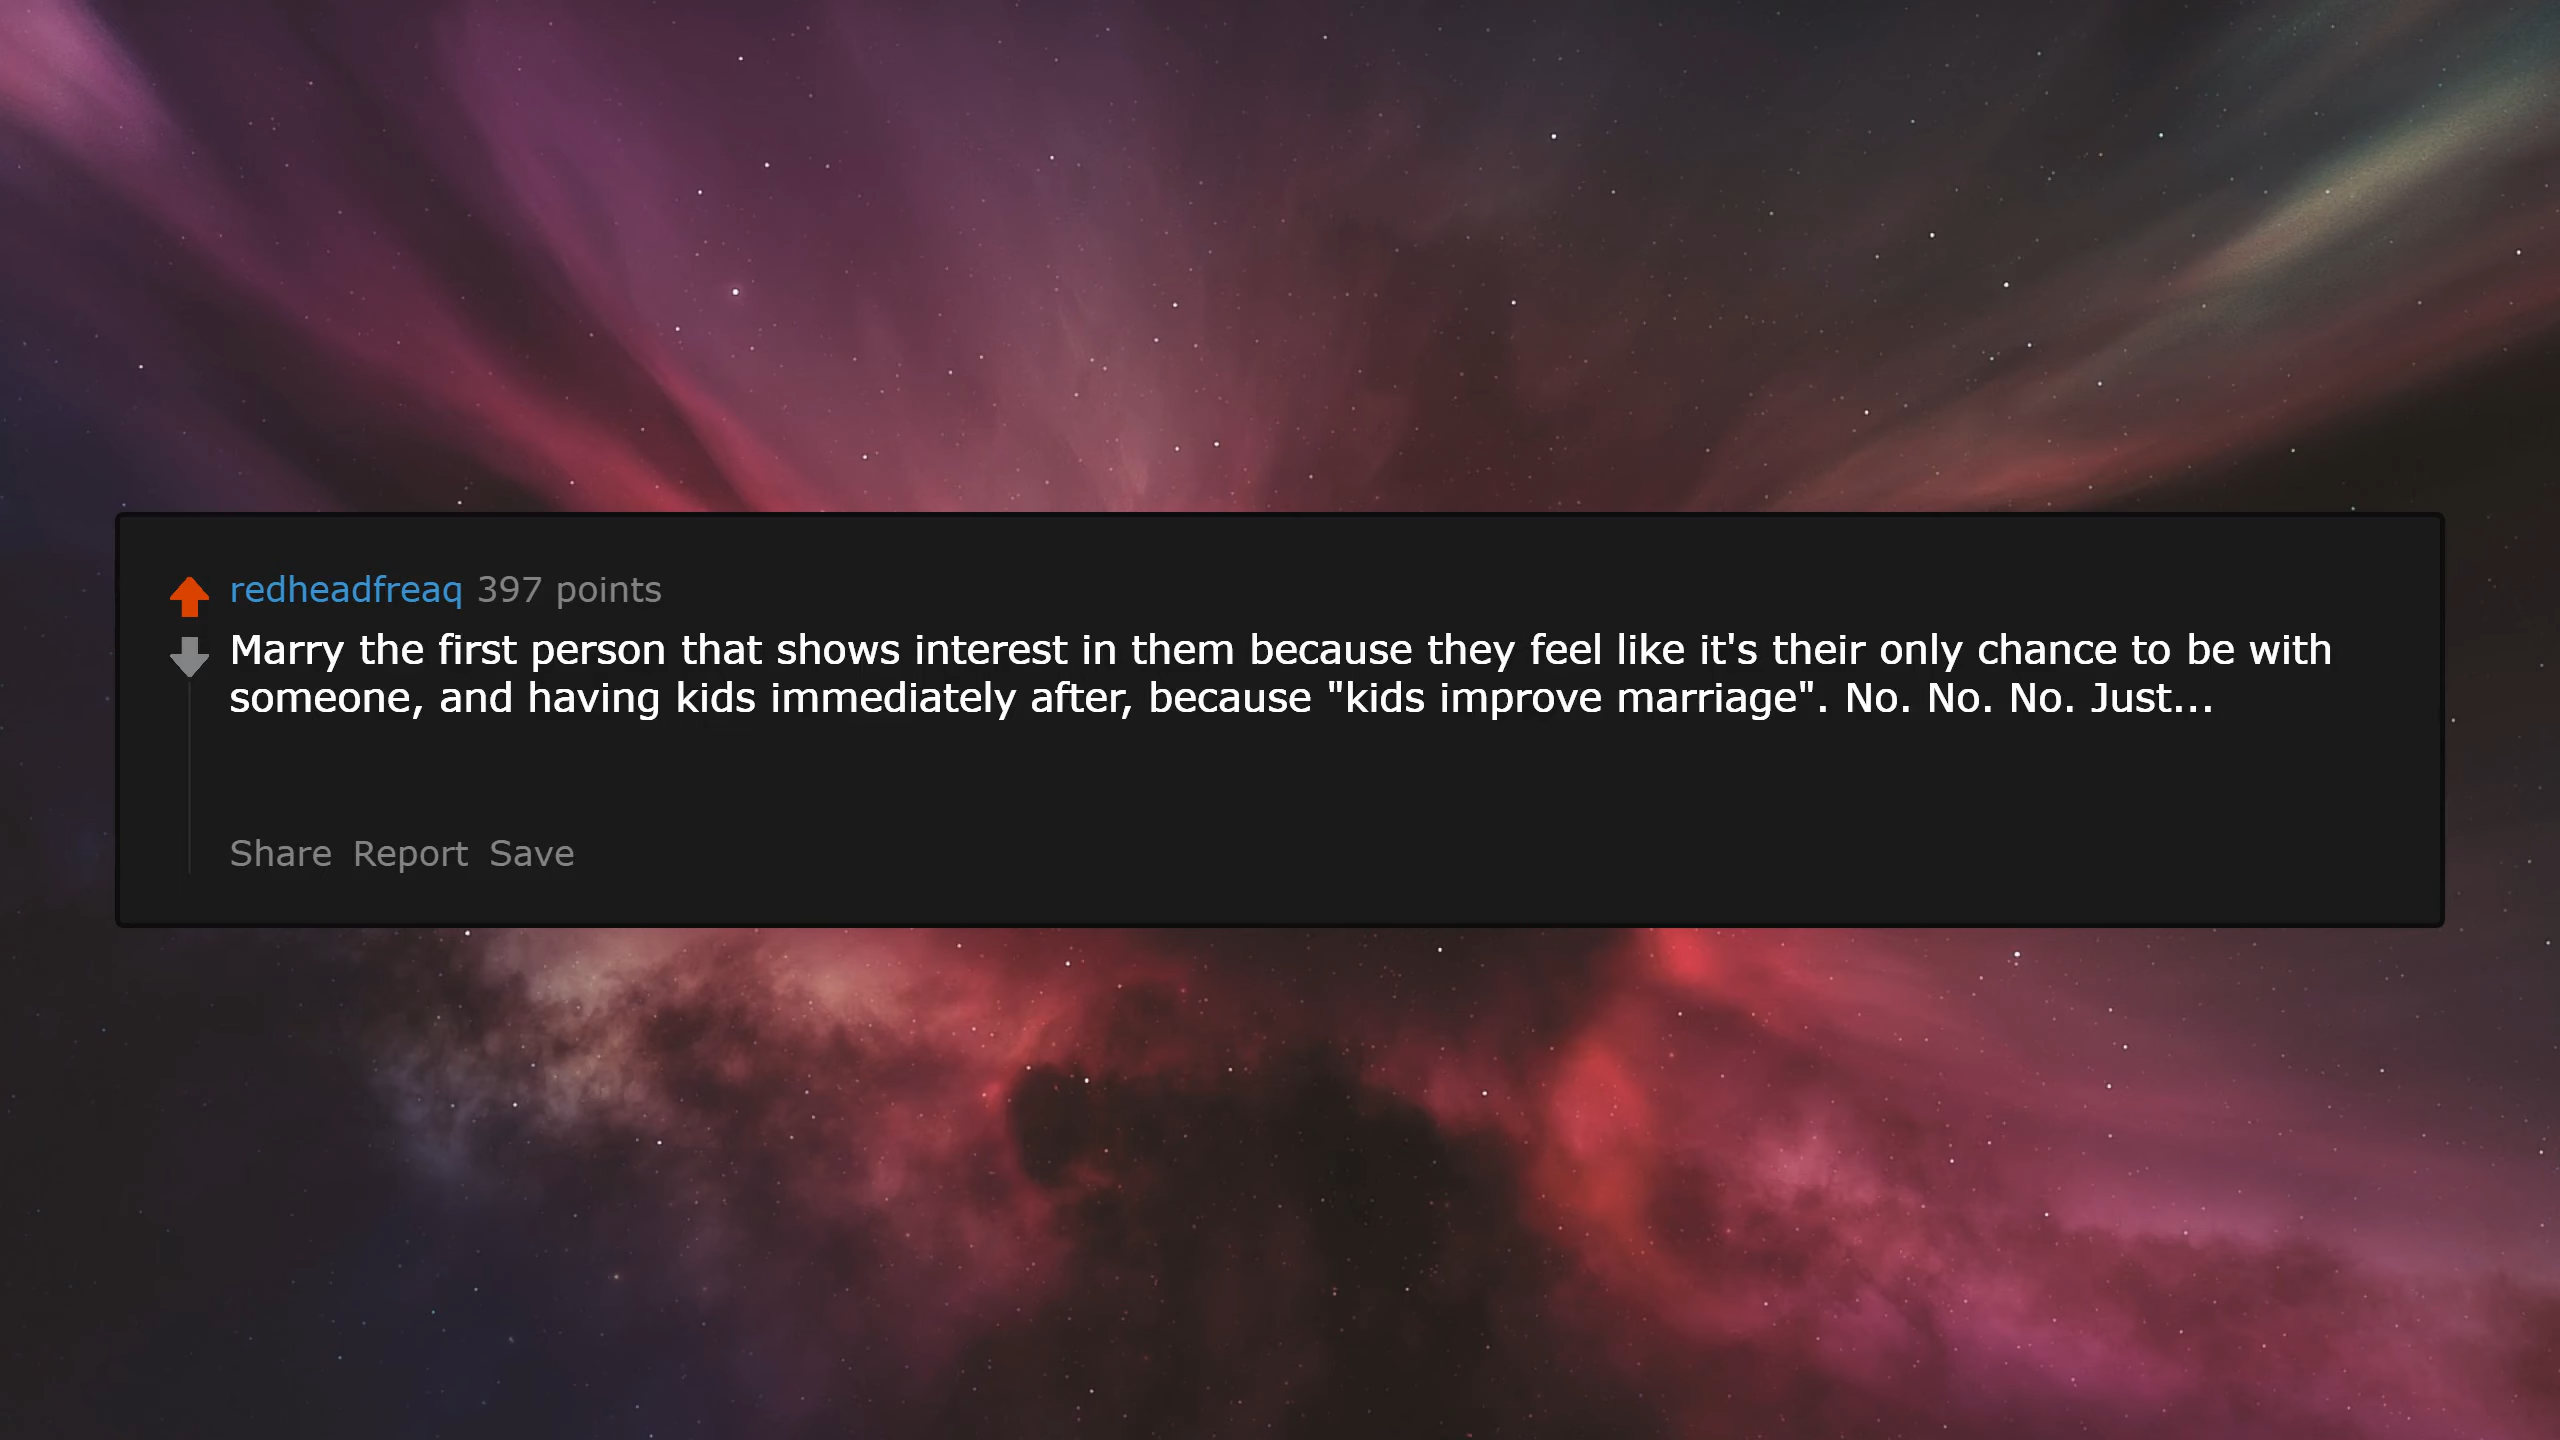 redheadfreaq 397 points
Marry the first person that shows interest in them because they feel like it's their only chance to be with
someone, and having kids immediately after, because "kids improve marriage". No. No. No. Just...
Share Report Save